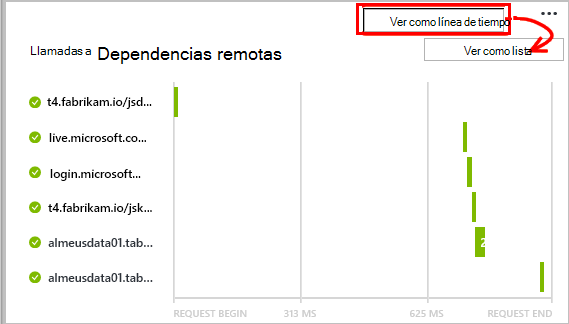 Ver como línea de tiempo
...
Ver como lista
Llamadas a Dependencias remotas
t4.fabrikam.io/jsd...
live.microsoft.co...
login.microsoft...
t4.fabrikam.io/jsk...
almeusdata01.tab...
2
almeusdata01.tab...
REQUEST BEGIN 313 MS 625 MS REQUEST END